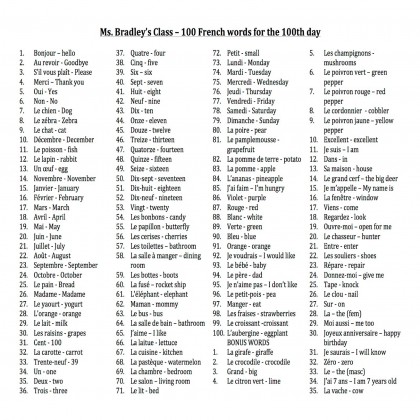 Ms. Bradley's Class – 100 French words for the 100th day
1. Bonjour – hello
2. Au revoir - Goodbye
3. S'il vous plaît - Please
4. Merci - Thank you
5. Oui - Yes
6. Non - No
7. Le chien - Dog
8. Le zébra - Zebra
9. Le chat - cat
10. Décembre - December
11. Le poisson - fish
12. Le lapin - rabbit
13. Un œuf - egg
14. Novembre - November
15. Janvier - January
16. Février - February
17. Mars - March
18. Avril - April
19. Mai - May
20. Juin - June
21. Juillet - July
22. Août - August
23. Septembre - September
24. Octobre - October
25. Le pain - Bread
26. Madame - Madame
27. Le yaourt - yogurt
28. L'orange - orange
29. Le lait - milk
30. Les raisins - grapes
31. Cent - 100
32. La carotte - carrot
33. Trente-neuf - 39
34. Un - one
35. Deux - two
36. Trois - three
37. Quatre - four
38. Cinq - five
39. Six - six
40. Sept - seven
41. Huit - eight
42. Neuf - nine
43. Dix - ten
44. Onze - eleven
45. Douze - twelve
46. Treize - thirteen
47. Quatorze - fourteen
48. Quinze - fifteen
49. Seize - sixteen
50. Dix-sept - seventeen
51. Dix-huit - eighteen
52. Dix-neuf - nineteen
53. Vingt - twenty
54. Les bonbons - candy
55. Le papillon - butterfly
56. Les cerises - cherries
57. Les toilettes - bathroom
58. La salle à manger - dining
room
59. Les bottes - boots
60. La fusé - rocket ship
61. L'éléphant - elephant
62. Maman - mommy
63. Le bus - bus
64. La salle de bain - bathroom
65. J'aime - I like
66. La laitue - lettuce
67. La cuisine - kitchen
68. La pastèque - watermelon
69. La chambre - bedroom
70. Le salon - living room
71. Le lit - bed
72. Petit - small
73. Lundi - Monday
74. Mardi - Tuesday
75. Mercredi - Wednesday
76. Jeudi - Thursday
77. Vendredi - Friday
78. Samedi - Saturday
79. Dimanche - Sunday
80. La poire - pear
81. La pamplemousse -
grapefruit
82. La pomme de terre - potato
83. La pomme - apple
84. L'ananas - pineapple
85. J'ai faim - I'm hungry
86. Violet - purple
87. Rouge - red
88. Blanc - white
89. Verte - green
90. Bleu - blue
91. Orange - orange
92. Je voudrais - I would like
93. Le bébé - baby
94. Le père - dad
95. Je n'aime pas - I don't like
96. Le petit-pois - pea
97. Manger - eat
98. Les fraises - strawberries
99. Le croissant - croissant
100. L'aubergine - eggplant
BONUS WORDS
1. La girafe - giraffe
2. Le crocodile - crocodile
3. Grand - big
4. Le citron vert - lime
5. Les champignons -
mushrooms
6. Le poivron vert - green
pepper
7. Le poivron rouge - red
pepper
8. Le cordonnier - cobbler
9. Le poivron jaune - yellow
pepper
10. Excellent - excellent
11. Je suis - I am
12. Dans - in
13. Sa maison - house
14. Le grand cerf - the big deer
15. Je m'appelle - My name is
16. La fenêtre - window
17. Viens - come
18. Regardez - look
19. Ouvre-moi - open for me
20. Le chasseur - hunter
21. Entre - enter
22. Les souliers - shoes
23. Répare - repair
24. Donnez-moi - give me
25. Tape - knock
26. Le clou - nail
27. Sur - on
28. La - the (fem)
29. Moi aussi - me too
30. Joyeux anniversaire - happy
birthday
31. Je saurais - I will know
32. Zéro - zero
33. Le - the (masc)
34. J'ai 7 ans - I am 7 years old
35. La vache - cow